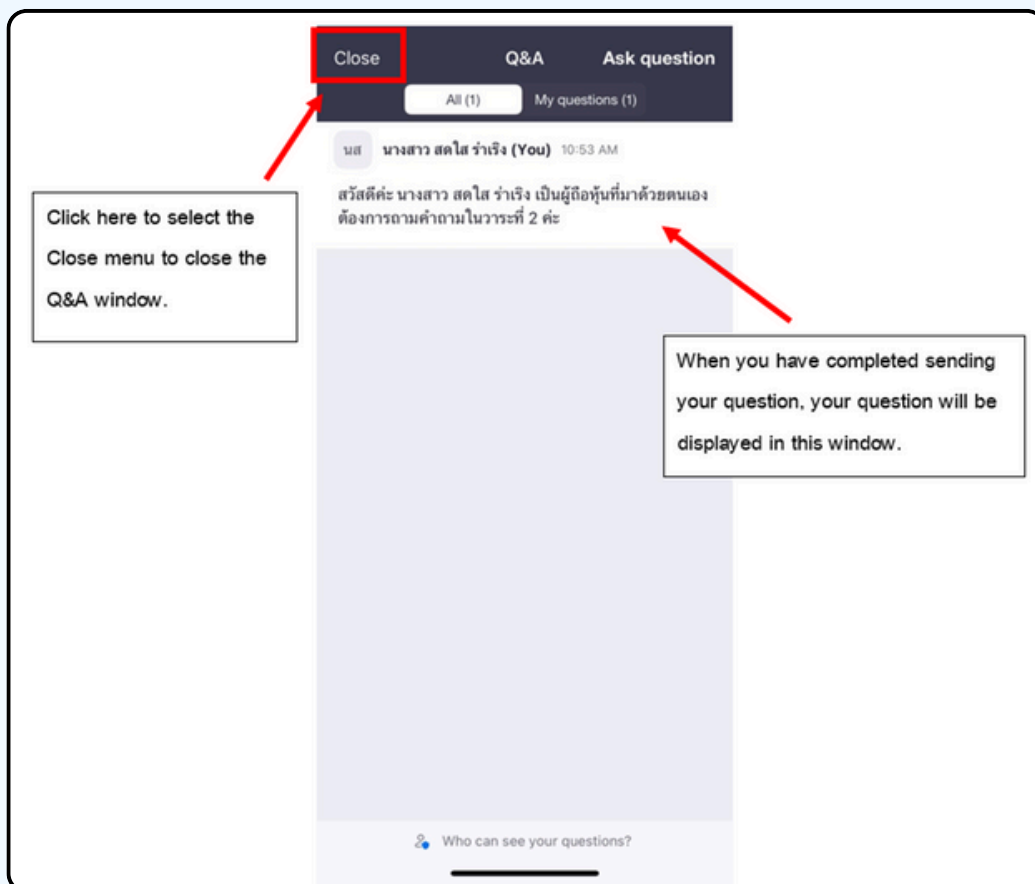 Close Q&A Ask question
All (1) My questions (1)
นส นางสาว สดใส ร่าเริง (You) 10:53 AM
สวัสดีค่ะ นางสาว สดใส ร่าเริง เป็นผู้ถือหุ้นที่มาด้วยตนเอง
ต้องการถามคำถามในวาระที่ 2 ค่ะ
Click here to select the
Close menu to close the
Q&A window.
When you have completed sending
your question, your question will be
displayed in this window.
Who can see your questions?